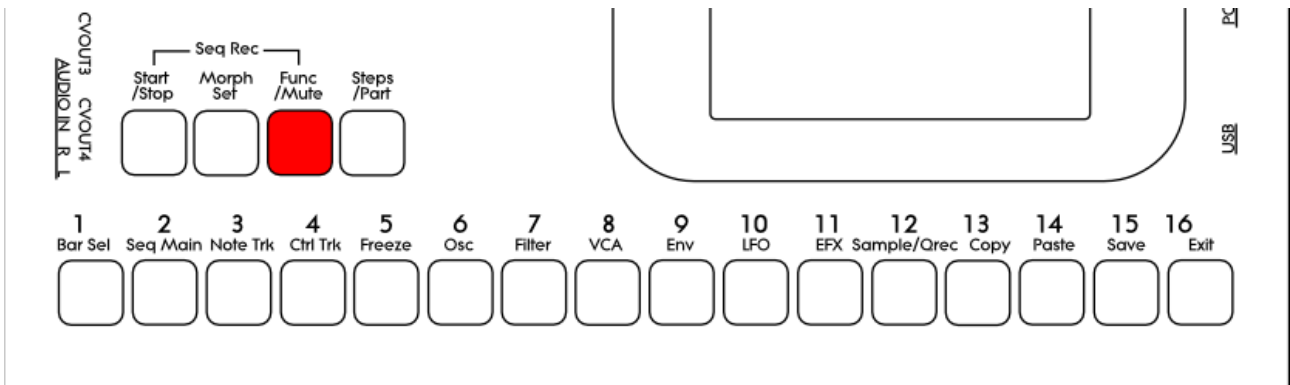 CVOUT3 CVOUT4
AUDIO IN R L
Seq Rec
Start
/Stop
Morph
Set
Func
/Mute
Steps
/Part
USB
1 2 3 4 5 6 7 8 9 10 11 12 13 14 15 16
Bar Sel Seq Main Note Trk Ctrl Trk Freeze Osc Filter VCA Env LFO EFX Sample/Qrec Copy Paste Save Exit